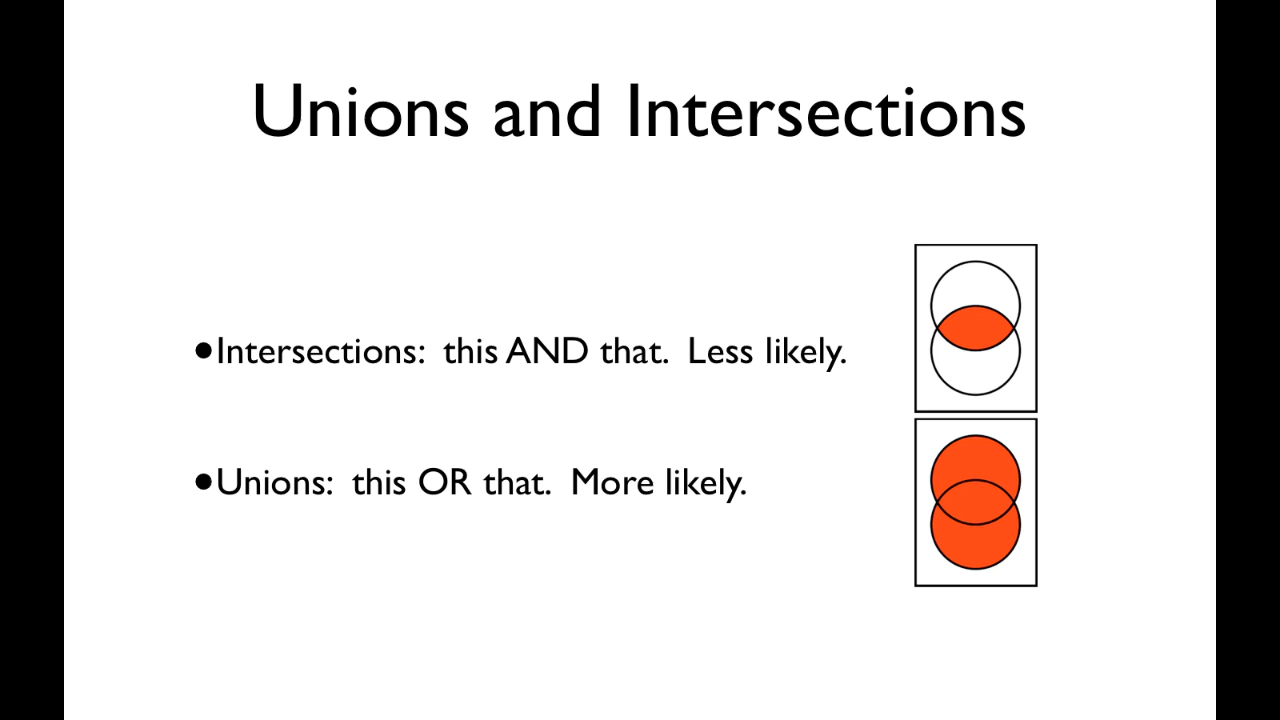 Unions and Intersections
•Intersections:  this AND that.  Less likely.
•Unions:  this OR that.  More likely.